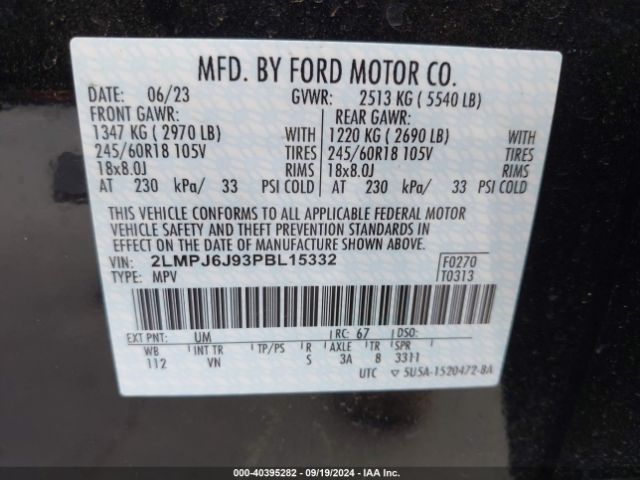 MFD. BY FORD MOTOR CO.
DATE: 06/23 GVWR: 2513 KG ( 5540 LB)
FRONT GAWR: REAR GAWR:
1347 KG ( 2970 LB) WITH 1220 KG ( 2690 LB) WITH
245/60R18 105V TIRES 245/60R18 105V TIRES
18x8.0J RIMS 18x8.0J RIMS
AT 230 kPa/ 33 PSI COLD AT 230 kPa/ 33 PSI COLD
THIS VEHICLE CONFORMS TO ALL APPLICABLE FEDERAL MOTOR
VEHICLE SAFETY AND THEFT PREVENTION STANDARDS IN
EFFECT ON THE DATE OF MANUFACTURE SHOWN ABOVE.
VIN: 2LMPJ6J93PBL15332 F0270
TYPE: MPV T0313
EXT PNT: UM RC: 67 DSO:
WB INT TR TP/PS R AXLE TR SPR
112 VN S 3A 8 3311
UTC ▽ 5U5A-1520472-BA
000-40395282 - 09/19/2024 - IAA Inc.